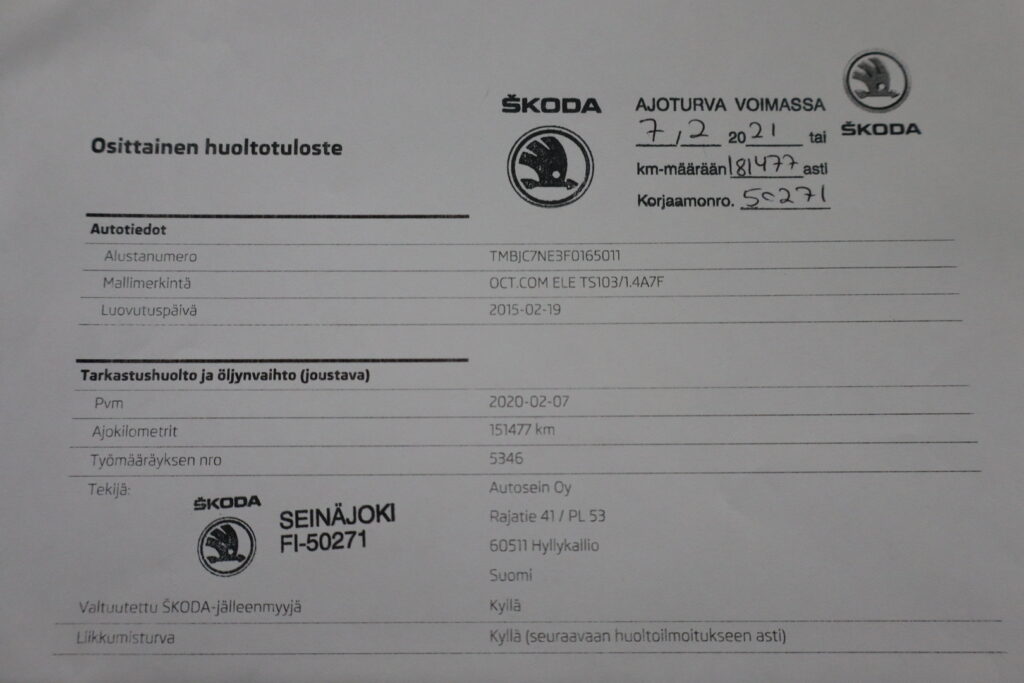 ŠKODA
AJOTURVA VOIMASSA
7,2 2021 tai
ŠKODA
km-määrään 181477 asti
Korjaamonro. 50271
Osittainen huoltotuloste
Autotiedot
Alustanumero TMBJC7NE3F0165011
Mallimerkintä OCT.COM ELE TS103/1.4A7F
Luovutuspäivä 2015-02-19
Tarkastushuolto ja öljynvaihto (joustava)
Pvm 2020-02-07
Ajokilometrit 151477 km
Työmääräyksen nro 5346
Tekijä: Autosein Oy
ŠKODA
SEINÄJOKI
FI-50271
Rajatie 41 / PL 53
60511 Hyllykallio
Suomi
Valtuutettu ŠKODA-jälleenmyyjä Kyllä
Liikkumisturva Kyllä (seuraavaan huoltoilmoitukseen asti)